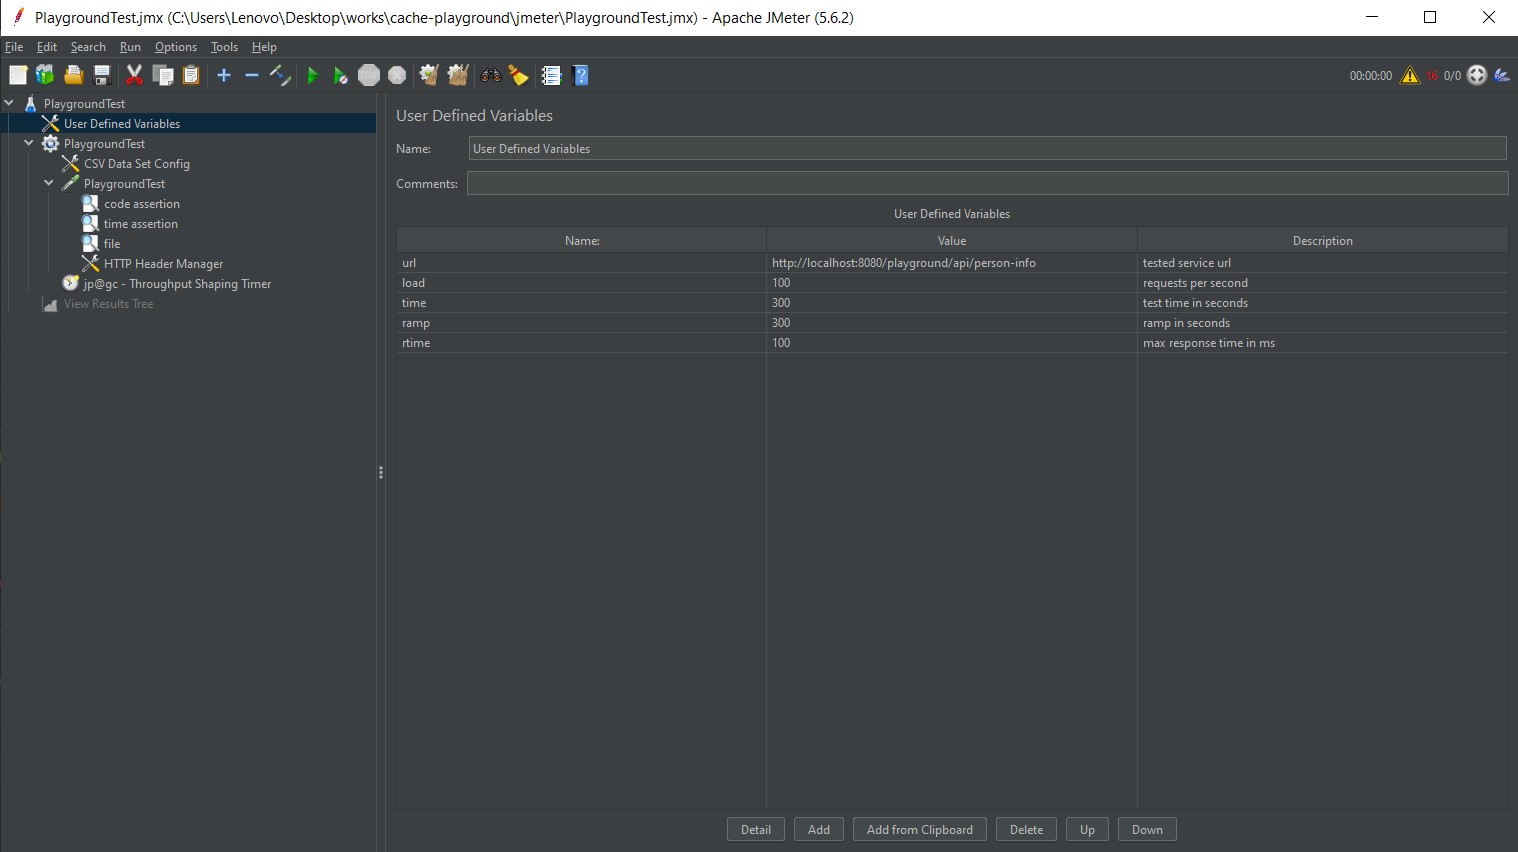 PlaygroundTest.jmx (C:\Users\Lenovo\Desktop\works\cache-playground\jmeter\PlaygroundTest.jmx) - Apache JMeter (5.6.2)
File Edit Search Run Options Tools Help
STOP
00:00:00 16 0/0
PlaygroundTest
User Defined Variables
PlaygroundTest
CSV Data Set Config
PlaygroundTest
code assertion
time assertion
file
HTTP Header Manager
jp@gc - Throughput Shaping Timer
View Results Tree
User Defined Variables
Name: User Defined Variables
Comments:
User Defined Variables
Name: Value Description
url http://localhost:8080/playground/api/person-info tested service url
load 100 requests per second
time 300 test time in seconds
ramp 300 ramp in seconds
rtime 100 max response time in ms
Detail Add Add from Clipboard Delete Up Down